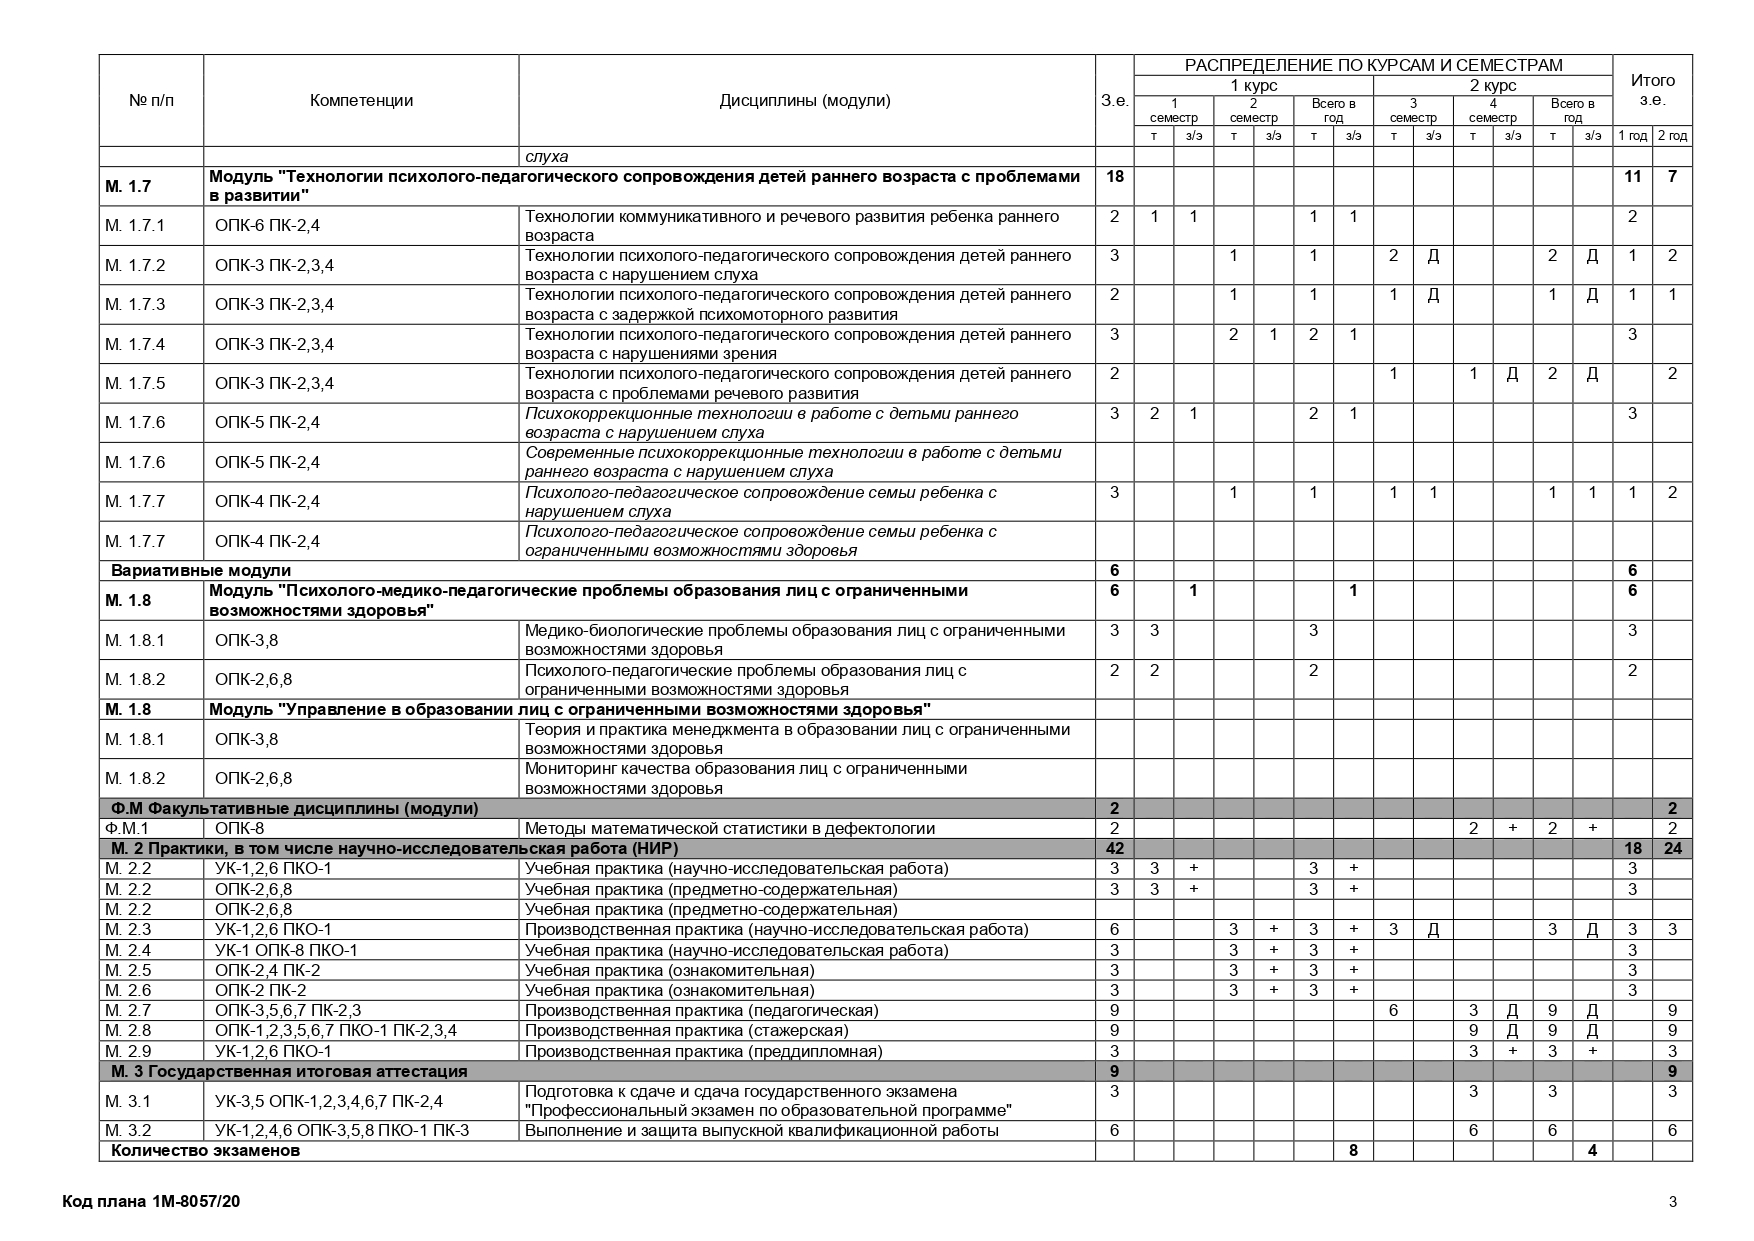 РАСПРЕДЕЛЕНИЕ ПО КУРСАМ И СЕМЕСТРАМ
№ п/п Компетенции Дисциплины (модули) З.е. 1 курс 2 курс Итого з.е.
1 семестр 2 семестр Всего в год 3 семестр 4 семестр Всего в год
т з/э т з/э т з/э т з/э т з/э т з/э 1 год 2 год
слуха
М. 1.7 Модуль "Технологии психолого-педагогического сопровождения детей раннего возраста с проблемами 18 11 7
в развитии"
М. 1.7.1 ОПК-6 ПК-2,4 Технологии коммуникативного и речевого развития ребенка раннего 2 1 1 1 1 2
возраста
М. 1.7.2 ОПК-3 ПК-2,3,4 Технологии психолого-педагогического сопровождения детей раннего 3 1 1 2 Д 2 Д 1 2
возраста с нарушением слуха
М. 1.7.3 ОПК-3 ПК-2,3,4 Технологии психолого-педагогического сопровождения детей раннего 2 1 1 1 Д 1 Д 1 1
возраста с задержкой психомоторного развития
М. 1.7.4 ОПК-3 ПК-2,3,4 Технологии психолого-педагогического сопровождения детей раннего 3 2 1 2 1 3
возраста с нарушениями зрения
М. 1.7.5 ОПК-3 ПК-2,3,4 Технологии психолого-педагогического сопровождения детей раннего 2 1 1 Д 2 Д 2
возраста с проблемами речевого развития
М. 1.7.6 ОПК-5 ПК-2,4 Психокоррекционные технологии в работе с детьми раннего 3 2 1 2 1 3
возраста с нарушением слуха
М. 1.7.6 ОПК-5 ПК-2,4 Современные психокоррекционные технологии в работе с детьми
раннего возраста с нарушением слуха
М. 1.7.7 ОПК-4 ПК-2,4 Психолого-педагогическое сопровождение семьи ребенка с 3 1 1 1 1 1 1 1 2
нарушением слуха
М. 1.7.7 ОПК-4 ПК-2,4 Психолого-педагогическое сопровождение семьи ребенка с
ограниченными возможностями здоровья
Вариативные модули 6 6
М. 1.8 Модуль "Психолого-медико-педагогические проблемы образования лиц с ограниченными 6 1 1 6
возможностями здоровья"
М. 1.8.1 ОПК-3,8 Медико-биологические проблемы образования лиц с ограниченными 3 3 3 3
возможностями здоровья
М. 1.8.2 ОПК-2,6,8 Психолого-педагогические проблемы образования лиц с 2 2 2 2
ограниченными возможностями здоровья
М. 1.8 Модуль "Управление в образовании лиц с ограниченными возможностями здоровья"
М. 1.8.1 ОПК-3,8 Теория и практика менеджмента в образовании лиц с ограниченными
возможностями здоровья
М. 1.8.2 ОПК-2,6,8 Мониторинг качества образования лиц с ограниченными
возможностями здоровья
Ф.М Факультативные дисциплины (модули) 2 2
Ф.М.1 ОПК-8 Методы математической статистики в дефектологии 2 2 + 2 + 2
М. 2 Практики, в том числе научно-исследовательская работа (НИР) 42 18 24
М. 2.2 УК-1,2,6 ПКО-1 Учебная практика (научно-исследовательская работа) 3 3 + 3 + 3
М. 2.2 ОПК-2,6,8 Учебная практика (предметно-содержательная) 3 3 + 3 + 3
М. 2.2 ОПК-2,6,8 Учебная практика (предметно-содержательная)
М. 2.3 УК-1,2,6 ПКО-1 Производственная практика (научно-исследовательская работа) 6 3 + 3 + 3 Д 3 Д 3 3
М. 2.4 УК-1 ОПК-8 ПКО-1 Учебная практика (научно-исследовательская работа) 3 3 + 3 + 3
М. 2.5 ОПК-2,4 ПК-2 Учебная практика (ознакомительная) 3 3 + 3 + 3
М. 2.6 ОПК-2 ПК-2 Учебная практика (ознакомительная) 3 3 + 3 + 3
М. 2.7 ОПК-3,5,6,7 ПК-2,3 Производственная практика (педагогическая) 9 6 3 Д 9 Д 9
М. 2.8 ОПК-1,2,3,5,6,7 ПКО-1 ПК-2,3,4 Производственная практика (стажерская) 9 9 Д 9 Д 9
М. 2.9 УК-1,2,6 ПКО-1 Производственная практика (преддипломная) 3 3 + 3 + 3
М. 3 Государственная итоговая аттестация 9 9
М. 3.1 УК-3,5 ОПК-1,2,3,4,6,7 ПК-2,4 Подготовка к сдаче и сдача государственного экзамена 3 3 3 3
"Профессиональный экзамен по образовательной программе"
М. 3.2 УК-1,2,4,6 ОПК-3,5,8 ПКО-1 ПК-3 Выполнение и защита выпускной квалификационной работы 6 6 6 6
Количество экзаменов 8 4
Код плана 1М-8057/20 3